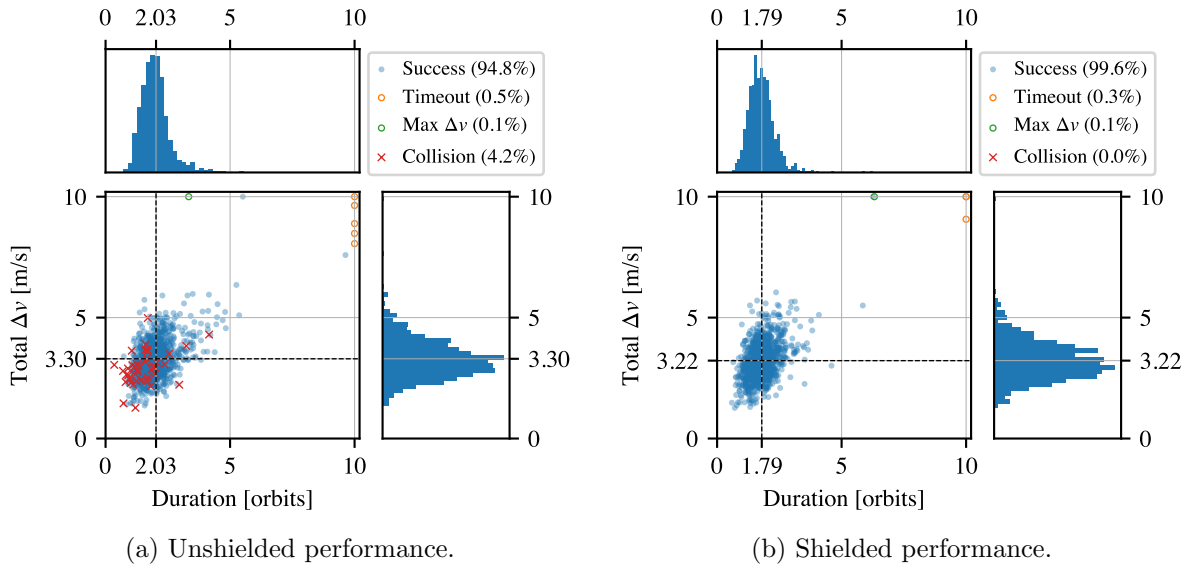 0 2.03 5 10
Success (94.8%)
Timeout (0.5%)
Max Δv (0.1%)
Collision (4.2%)
10
5
3.30
0
Total Δv [m/s]
10
5
3.30
0
0 2.03 5 10
Duration [orbits]
(a) Unshielded performance.
0 1.79 5 10
Success (99.6%)
Timeout (0.3%)
Max Δv (0.1%)
Collision (0.0%)
10
5
3.22
0
Total Δv [m/s]
10
5
3.22
0
0 1.79 5 10
Duration [orbits]
(b) Shielded performance.